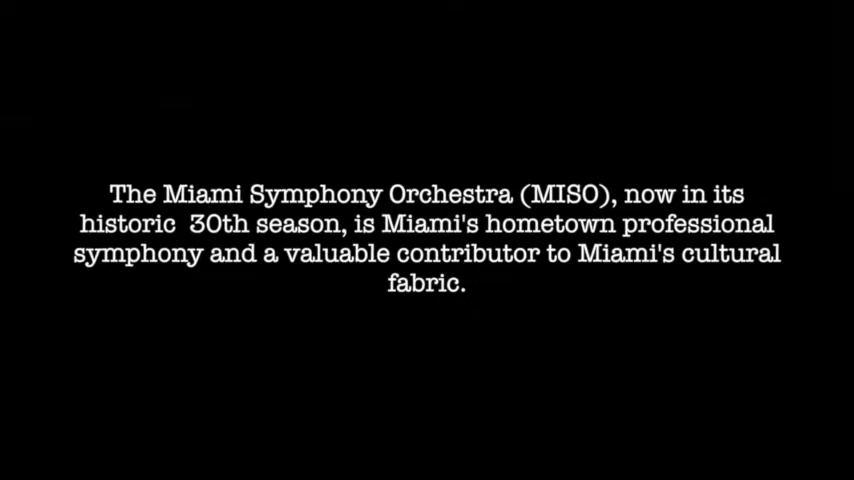 The Miami Symphony Orchestra (MISO), now in its
historic  30th season, is Miami's hometown professional
symphony and a valuable contributor to Miami's cultural
fabric.